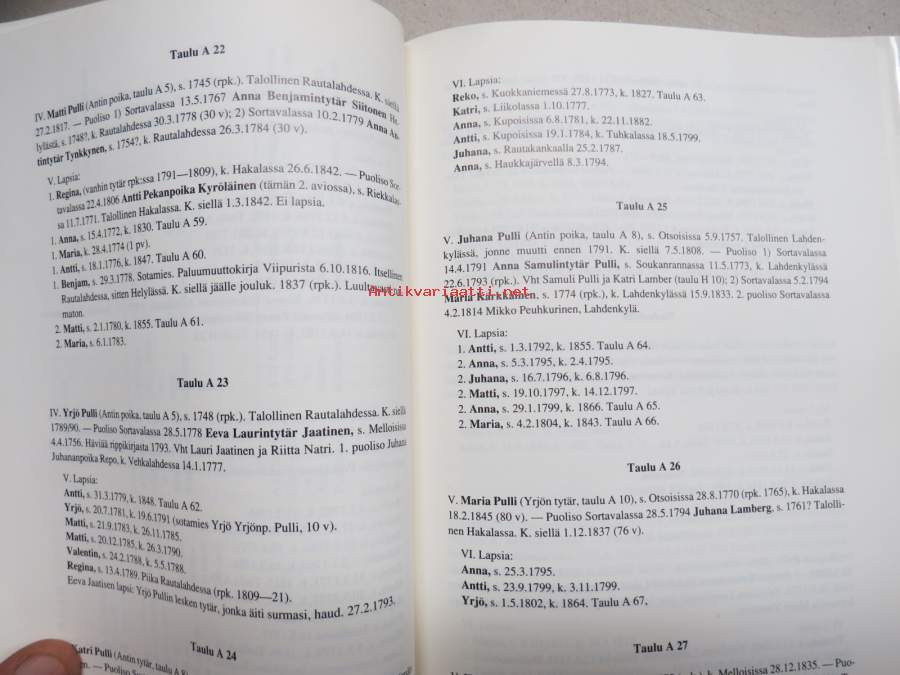 Taulu A 22
IV. Matti Pulli (Antin poika, taulu A 5), s. 1745 (rpk.). Talollinen Rautalahdessa. K. siellä
27.2.1817. — Puoliso 1) Sortavalassa 13.5.1767 Anna Benjamintytär Siitonen He-
lylästä, s. 1748?, k. Rautalahdessa 30.3.1778 (30 v); 2) Sortavalassa 10.2.1779 Anna An-
tintytär Tynkkynen, s. 1754?, k. Rautalahdessa 26.3.1784 (30 v).
V. Lapsia:
1. Regina, (vanhin tytär rpk:ssa 1791—1809), k. Hakalassa 26.6.1842. — Puoliso Sor-
tavalassa 22.4.1806 Antti Pekanpoika Kyröläinen (tämän 2. aviossa), s. Riekkalas-
sa 11.7.1771. Talollinen Hakalassa. K. siellä 1.3.1842. Ei lapsia.
1. Anna, s. 15.4.1772, k. 1830. Taulu A 59.
1. Maria, k. 28.4.1774 (1 pv).
1. Antti, s. 18.1.1776, k. 1847. Taulu A 60.
1. Benjam, s. 29.3.1778. Sotamies. Paluumuuttokirja Viipurista 6.10.1816. Itsellinen
Rautalahdessa, sitten Helylässä. K. siellä jäälle jouluk. 1837 (rpk.). Luultavasti
maton.
2. Matti, s. 2.1.1780, k. 1855. Taulu A 61.
2. Maria, s. 6.1.1783.
Taulu A 23
IV. Yrjö Pulli (Antin poika, taulu A 5), s. 1748 (rpk.). Talollinen Rautalahdessa. K. siellä
1789/90. — Puoliso Sortavalassa 28.5.1778 Eeva Laurintytär Jaatinen, s. Melloisissa
4.4.1756. Häviää rippikirjasta 1793. Vht Lauri Jaatinen ja Riitta Natri. 1. puoliso Juhana
Juhananpoika Repo, k. Vehkalahdessa 14.1.1777.
V. Lapsia:
Antti, s. 31.3.1779, k. 1848. Taulu A 62.
Yrjö, s. 20.7.1781, k. 19.6.1791 (sotamies Yrjö Yrjönp. Pulli, 10 v).
Matti, s. 21.9.1783, k. 26.11.1785.
Matti, s. 20.12.1785, k. 26.3.1790.
Valentin, s. 24.2.1788, k. 5.5.1788.
Regina, s. 13.4.1789. Piika Rautalahdessa (rpk. 1809—21).
Eeva Jaatisen lapsi: Yrjö Pullin lesken tytär, jonka äiti surmasi, haud. 27.2.1793.
Taulu A 24
Katri Pulli (Antin tytär, taulu A 8)
— Puoliso
VI. Lapsia:
Reko, s. Kuokkaniemessä 27.8.1773, k. 1827. Taulu A 63.
Katri, s. Liikolassa 1.10.1777.
Anna, s. Kupoisissa 6.8.1781, k. 22.11.1882.
Antti, s. Kupoisissa 19.1.1784, k. Tuhkalassa 18.5.1799.
Juhana, s. Rautakankaalla 25.2.1787.
Anna, s. Haukkajärvellä 8.3.1794.
Taulu A 25
V. Juhana Pulli (Antin poika, taulu A 8), s. Otsoisissa 5.9.1757. Talollinen Lahden-
kylässä, jonne muutti ennen 1791. K. siellä 7.5.1808. — Puoliso 1) Sortavalassa
14.4.1791 Anna Samulintytär Pulli, s. Soukanrannassa 11.5.1773, k. Lahdenkylässä
22.6.1793 (rpk.). Vht Samuli Pulli ja Katri Lamber (taulu H 10); 2) Sortavalassa 5.2.1794
Maria Karkkainen, s. 1774 (rpk.), k. Lahdenkylässä 15.9.1833. 2. puoliso Sortavalassa
4.2.1814 Mikko Peuhkurinen, Lahdenkylä.
VI. Lapsia:
1. Antti, s. 1.3.1792, k. 1855. Taulu A 64.
2. Anna, s. 5.3.1795, k. 2.4.1795.
2. Juhana, s. 16.7.1796, k. 6.8.1796.
2. Matti, s. 19.10.1797, k. 14.12.1797.
2. Anna, s. 29.1.1799, k. 1866. Taulu A 65.
2. Maria, s. 4.2.1804, k. 1843. Taulu A 66.
Taulu A 26
V. Maria Pulli (Yrjön tytär, taulu A 10), s. Otsoisissa 28.8.1770 (rpk. 1765), k. Hakalassa
18.2.1845 (80 v). — Puoliso Sortavalassa 28.5.1794 Juhana Lamberg, s. 1761? Talolli-
nen Hakalassa. K. siellä 1.12.1837 (76 v).
VI. Lapsia:
Anna, s. 25.3.1795.
Antti, s. 23.9.1799, k. 3.11.1799.
Yrjö, s. 1.5.1802, k. 1864. Taulu A 67.
Taulu A 27
k. Melloisissa 28.12.1835. — Puo-
Antikvariaatti.net